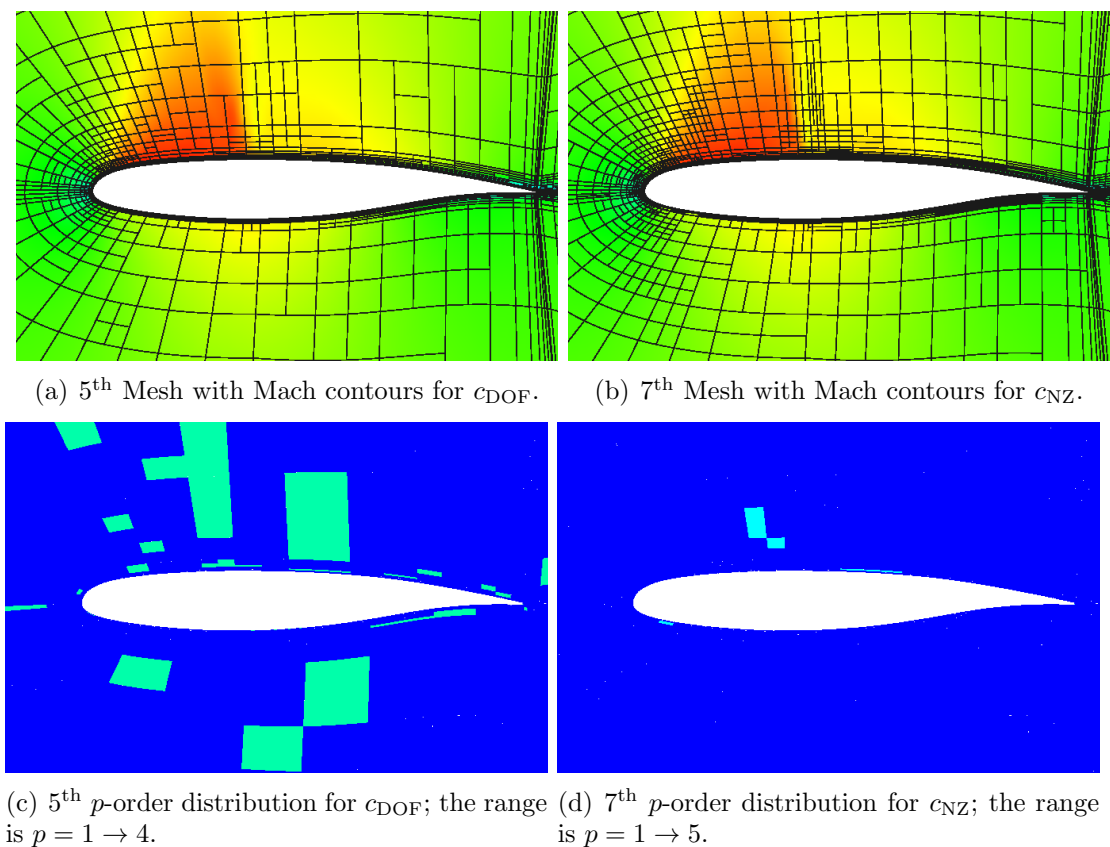 (a) 5th Mesh with Mach contours for cDOF.
(b) 7th Mesh with Mach contours for cNZ.
(c) 5th p-order distribution for cDOF; the range
is p = 1 → 4.
(d) 7th p-order distribution for cNZ; the range
is p = 1 → 5.